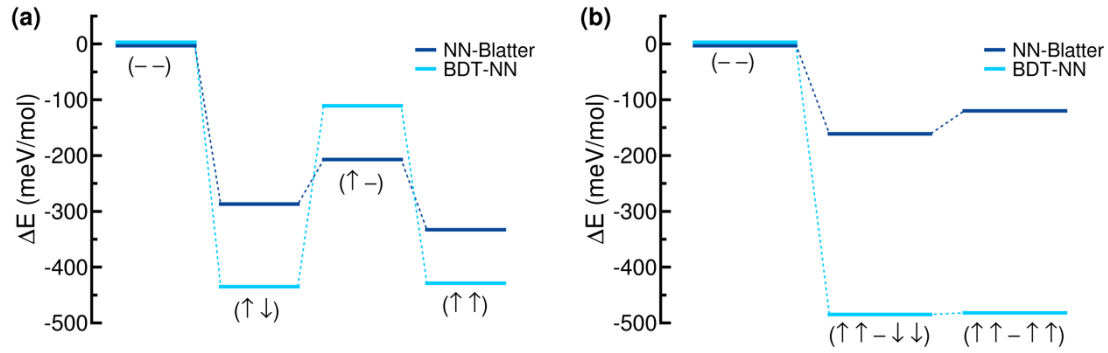 (a)
0
-100
-200
-300
-400
-500
ΔE (meV/mol)
NN-Blatter
BDT-NN
(– –)
(↑ ↓)
(↑ –)
(↑ ↑)
(b)
0
-100
-200
-300
-400
-500
ΔE (meV/mol)
NN-Blatter
BDT-NN
(– –)
(↑ ↑ – ↓ ↓)
(↑ ↑ – ↑ ↑)